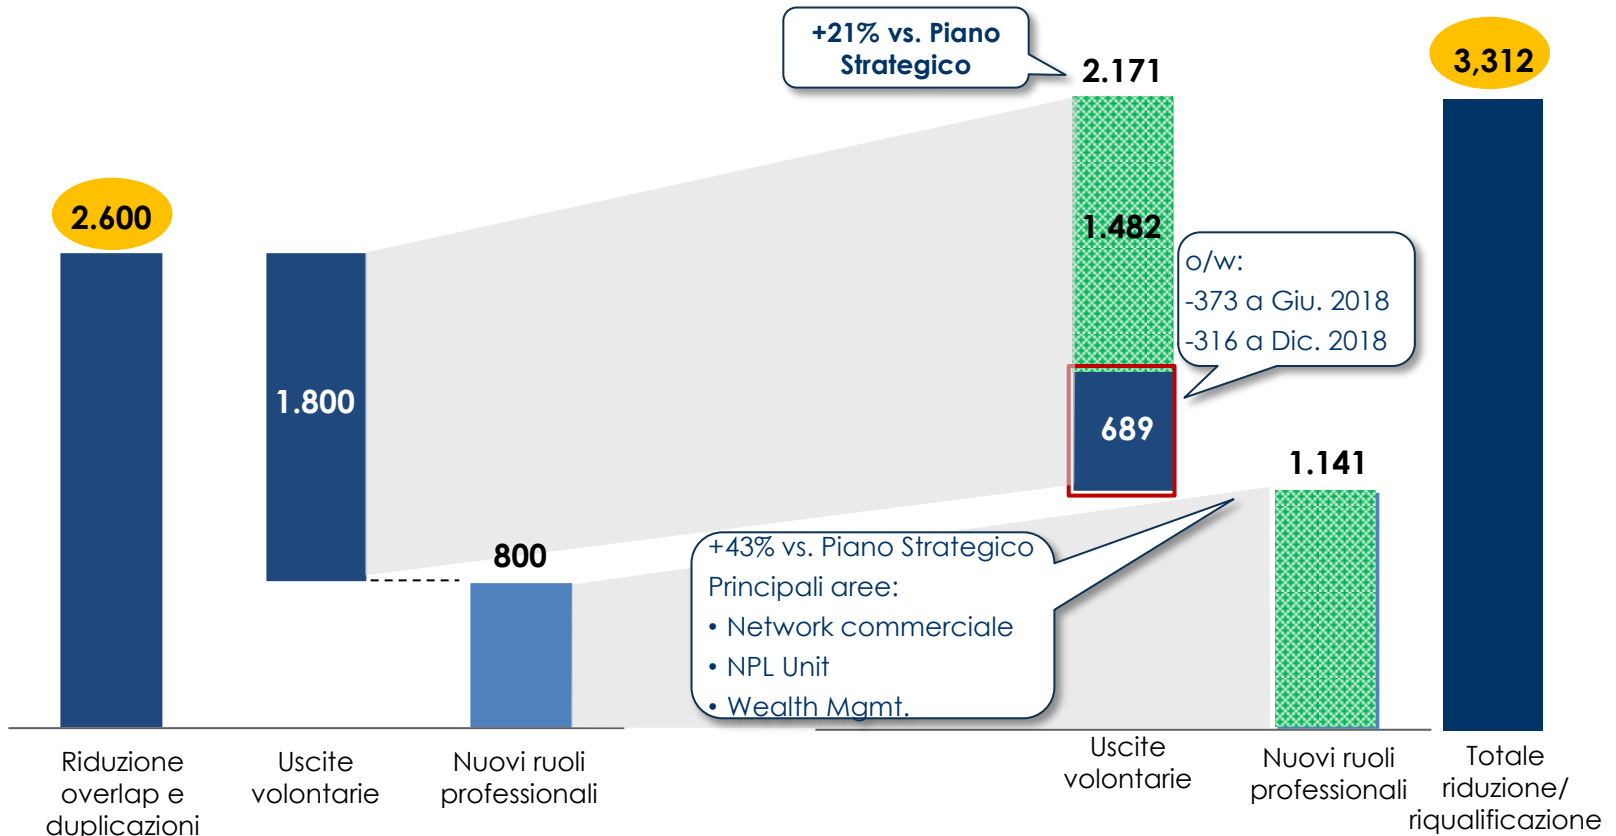 +21% vs. Piano
Strategico
2.171
3,312
2.600
1.482
o/w:
-373 a Giu. 2018
-316 a Dic. 2018
1.800
689
1.141
800
+43% vs. Piano Strategico
Principali aree:
• Network commerciale
• NPL Unit
• Wealth Mgmt.
Riduzione
overlap e
duplicazioni
Uscite
volontarie
Nuovi ruoli
professionali
Uscite
volontarie
Nuovi ruoli
professionali
Totale
riduzione/
riqualificazione